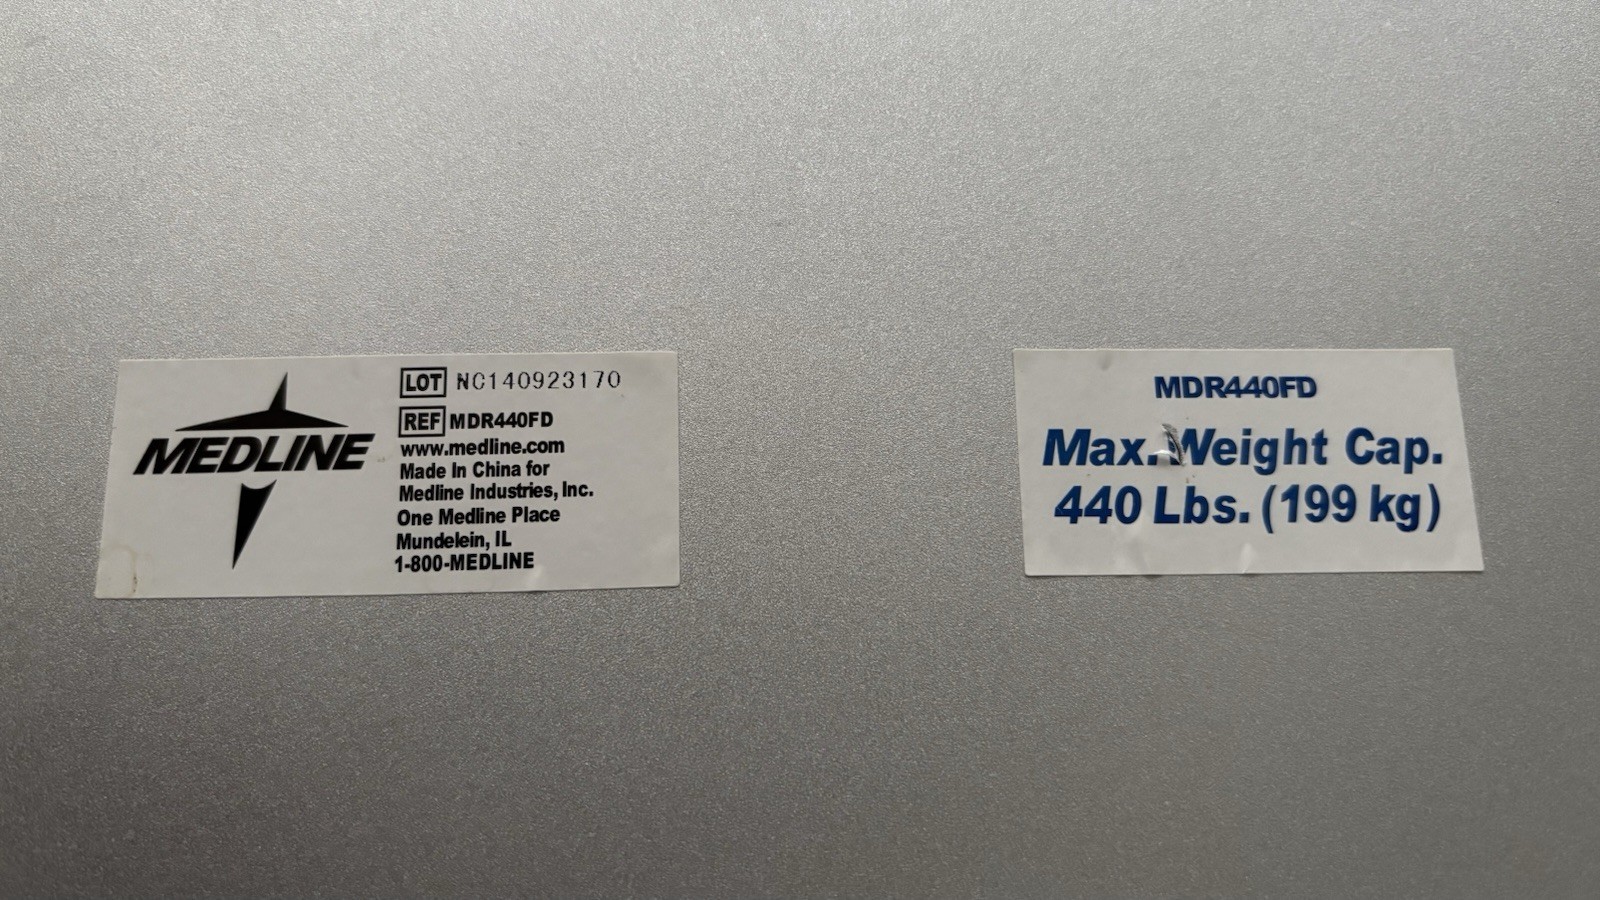 MEDLINE
LOT NC140923170
REF MDR440FD
www.medline.com
Made In China for
Medline Industries, Inc.
One Medline Place
Mundelein, IL
1-800-MEDLINE
MDR440FD
Max. Weight Cap.
440 Lbs. (199 kg)